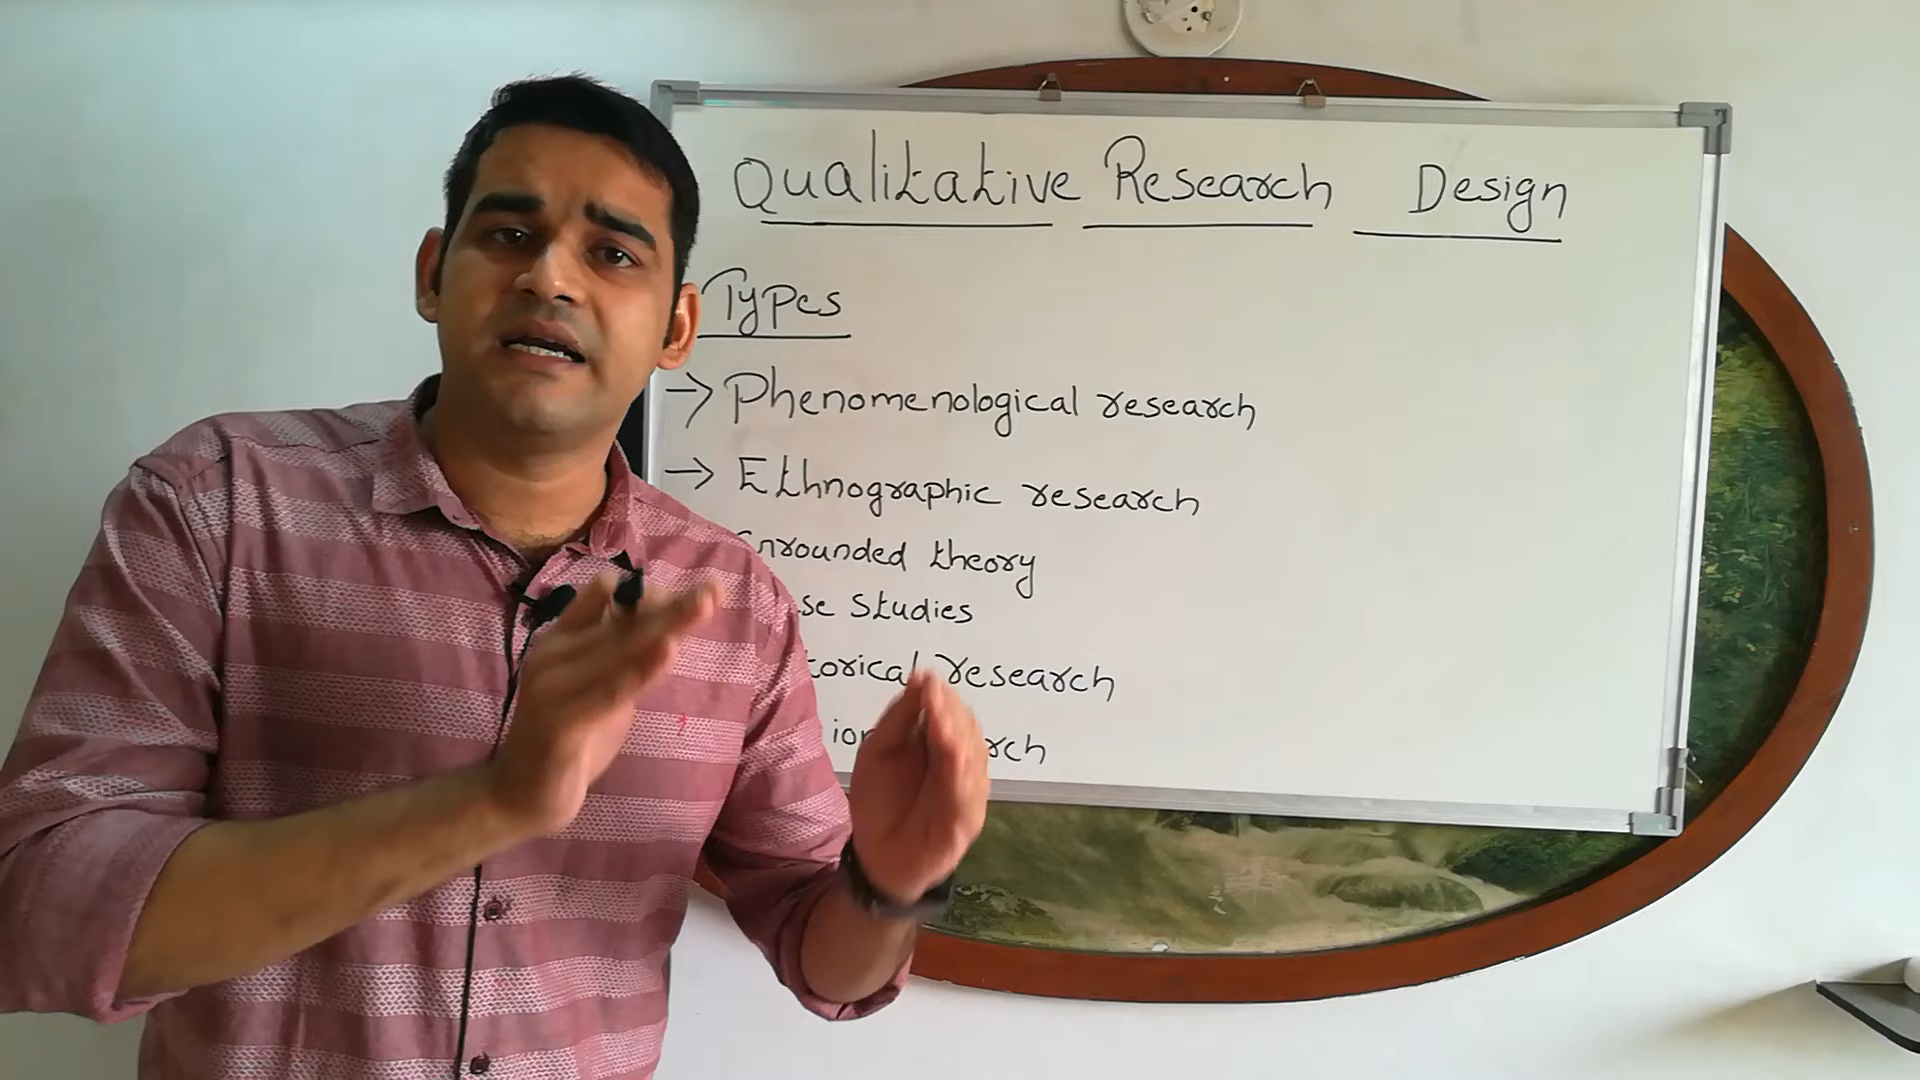 Qualitative Research Design
Types
→ Phenomenological research
→ Ethnographic research
Grounded theory
Studies
research